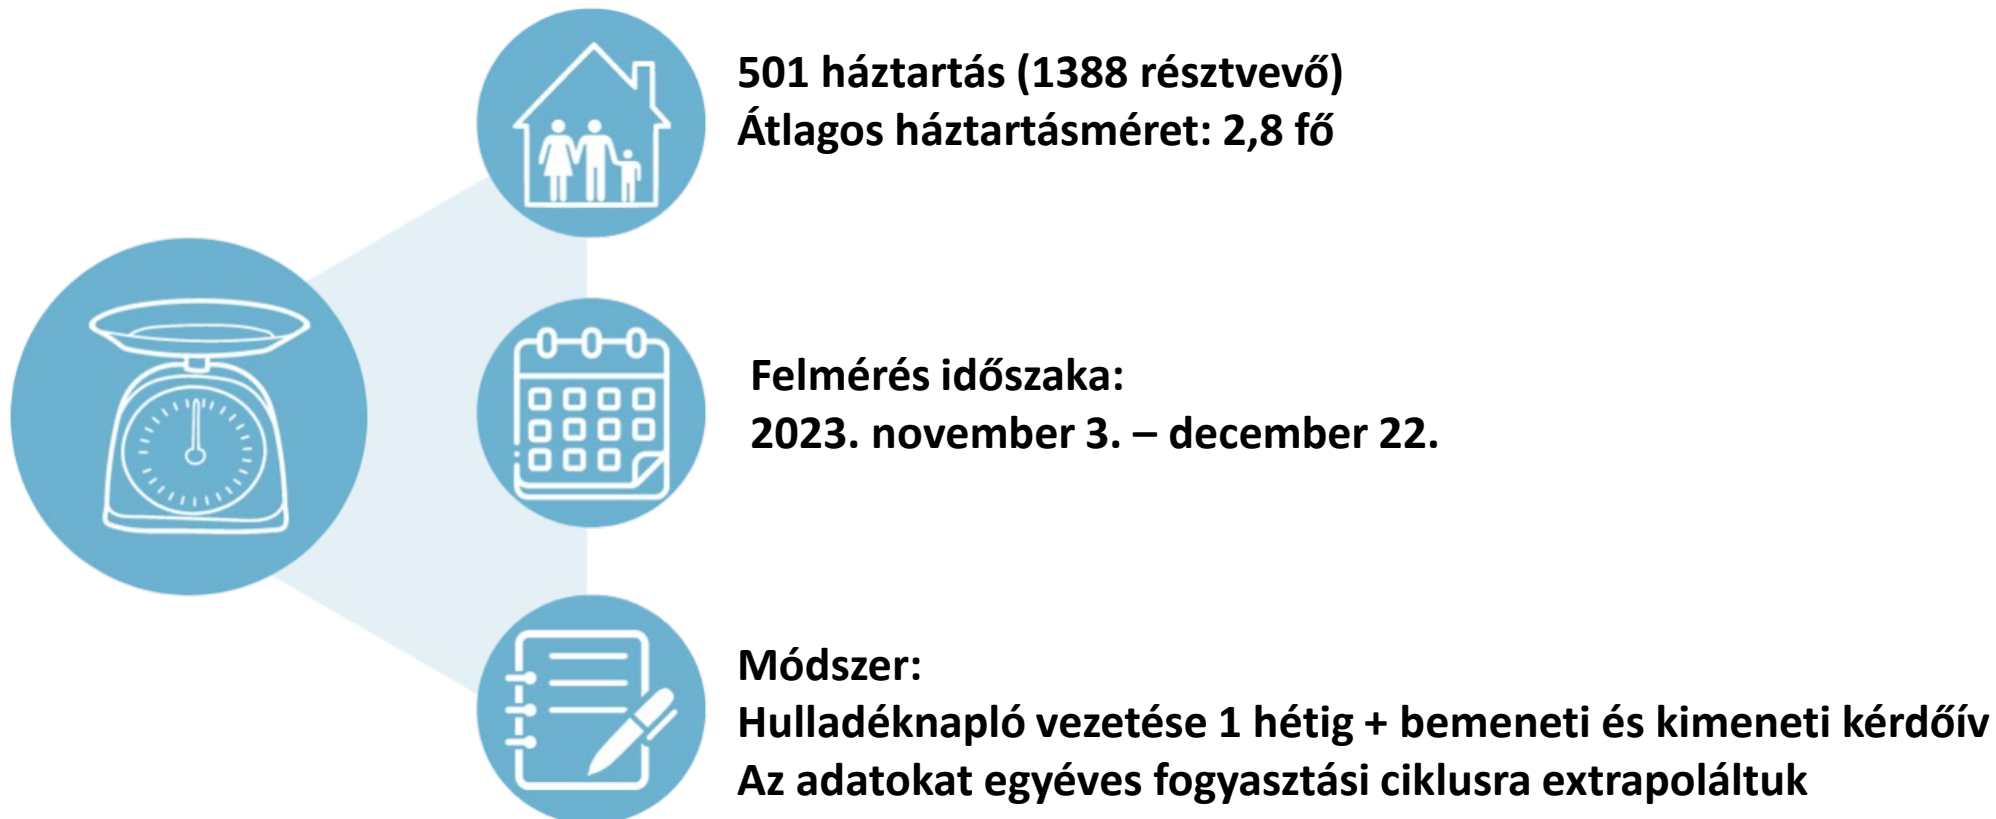 501 háztartás (1388 résztvevő)
Átlagos háztartásméret: 2,8 fő
Felmérés időszaka:
2023. november 3. – december 22.
Módszer:
Hulladéknapló vezetése 1 hétig + bemeneti és kimeneti kérdőív
Az adatokat egyéves fogyasztási ciklusra extrapoláltuk